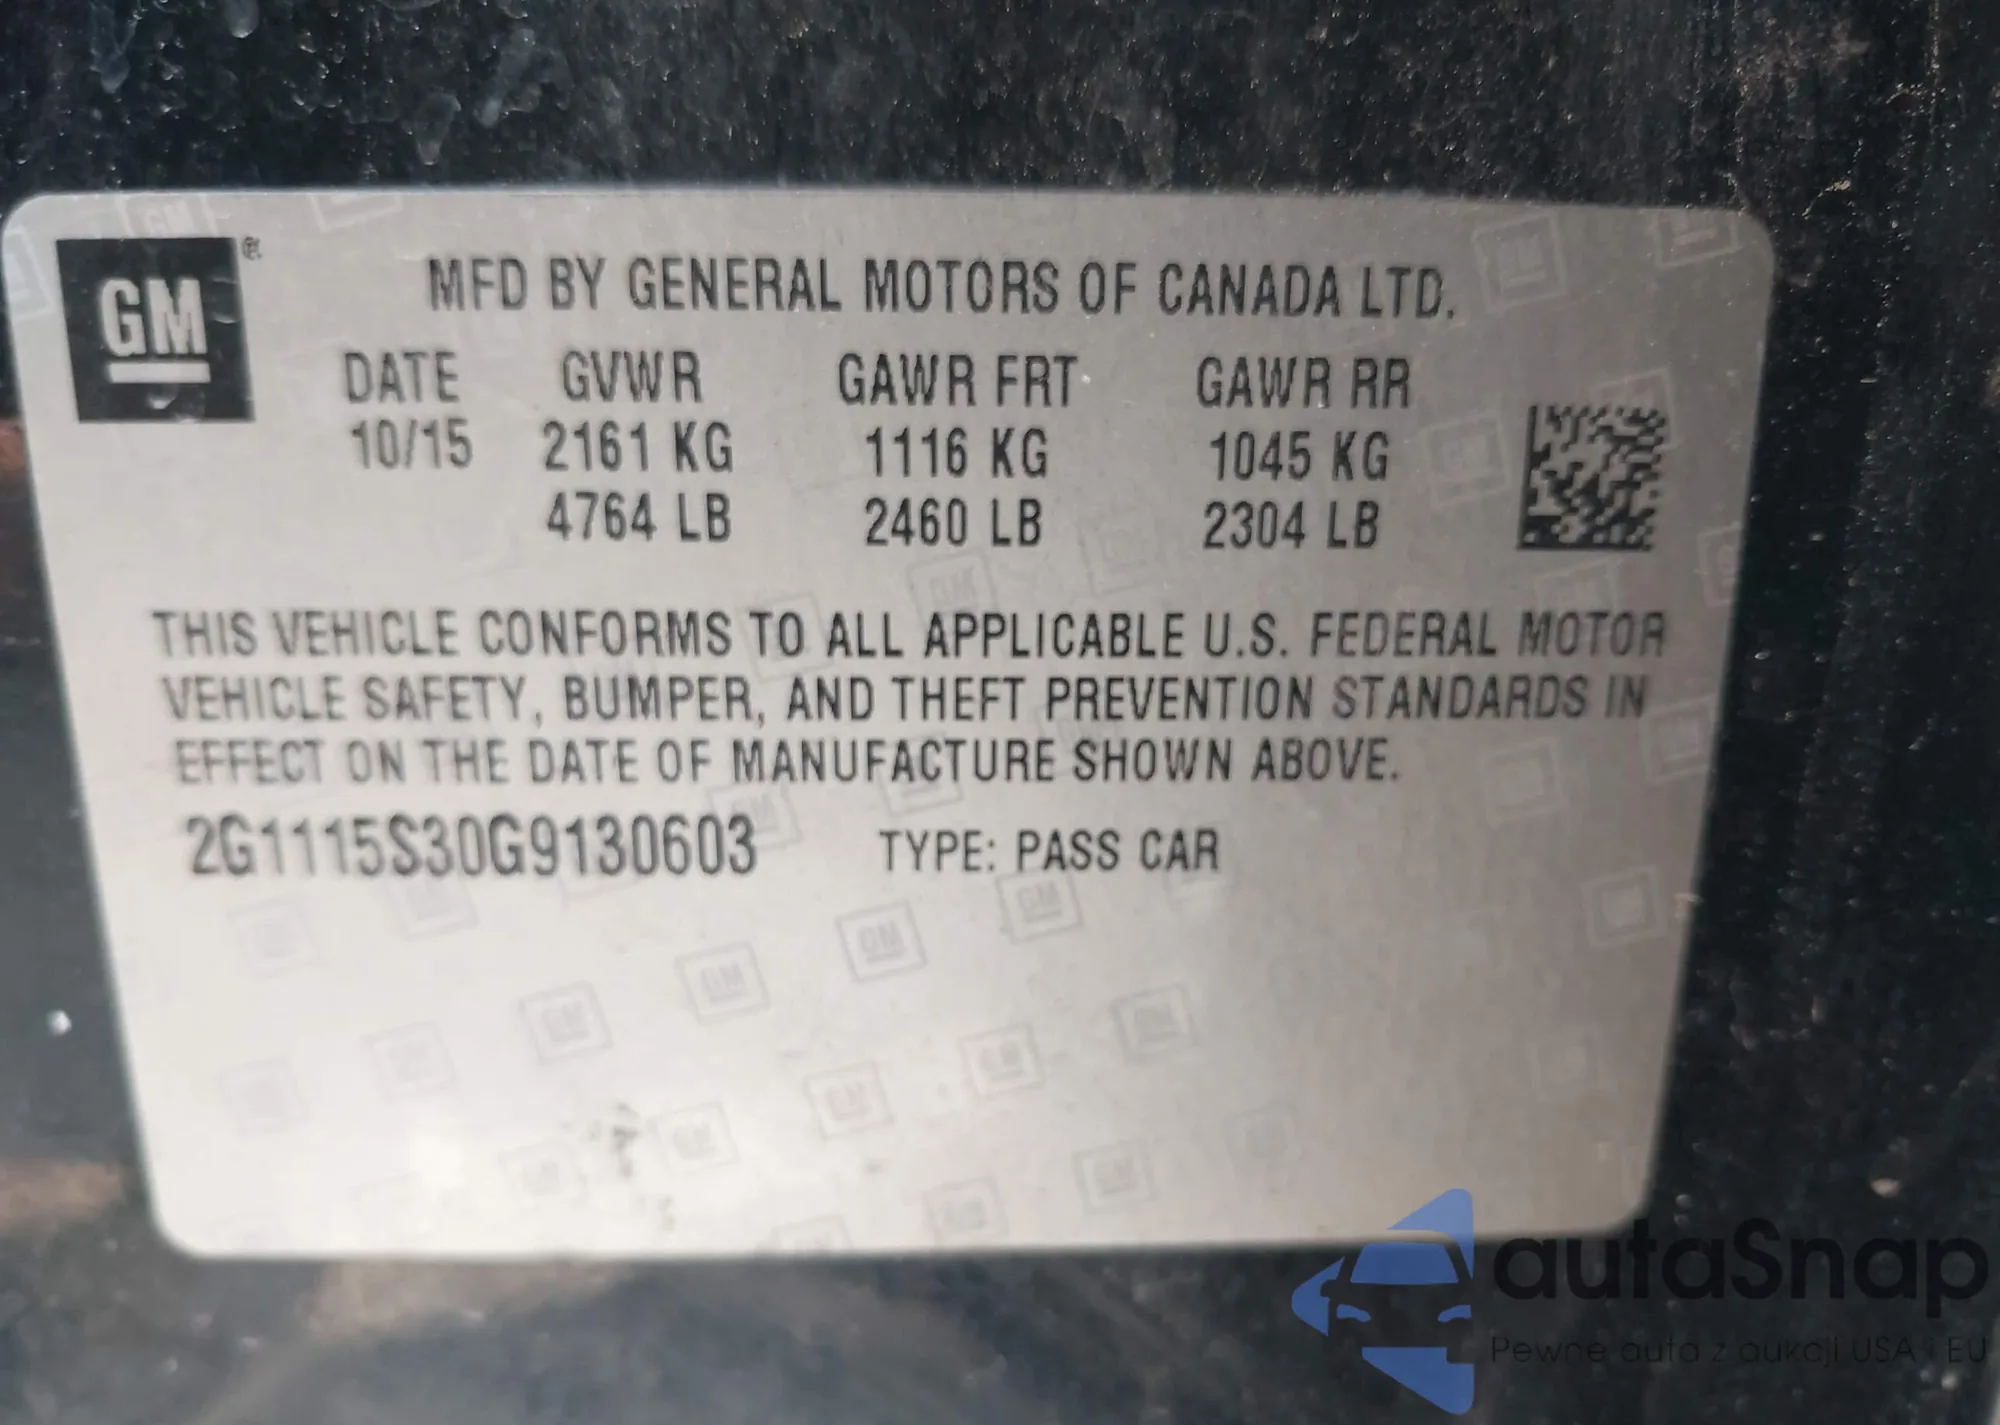 GM ®
MFD BY GENERAL MOTORS OF CANADA LTD.
DATE GVWR GAWR FRT GAWR RR
10/15 2161 KG 1116 KG 1045 KG
4764 LB 2460 LB 2304 LB
THIS VEHICLE CONFORMS TO ALL APPLICABLE U.S. FEDERAL MOTOR
VEHICLE SAFETY, BUMPER, AND THEFT PREVENTION STANDARDS IN
EFFECT ON THE DATE OF MANUFACTURE SHOWN ABOVE.
2G1115S30G9130603 TYPE: PASS CAR
autaSnap
Pewne auta z aukcji USA i EU